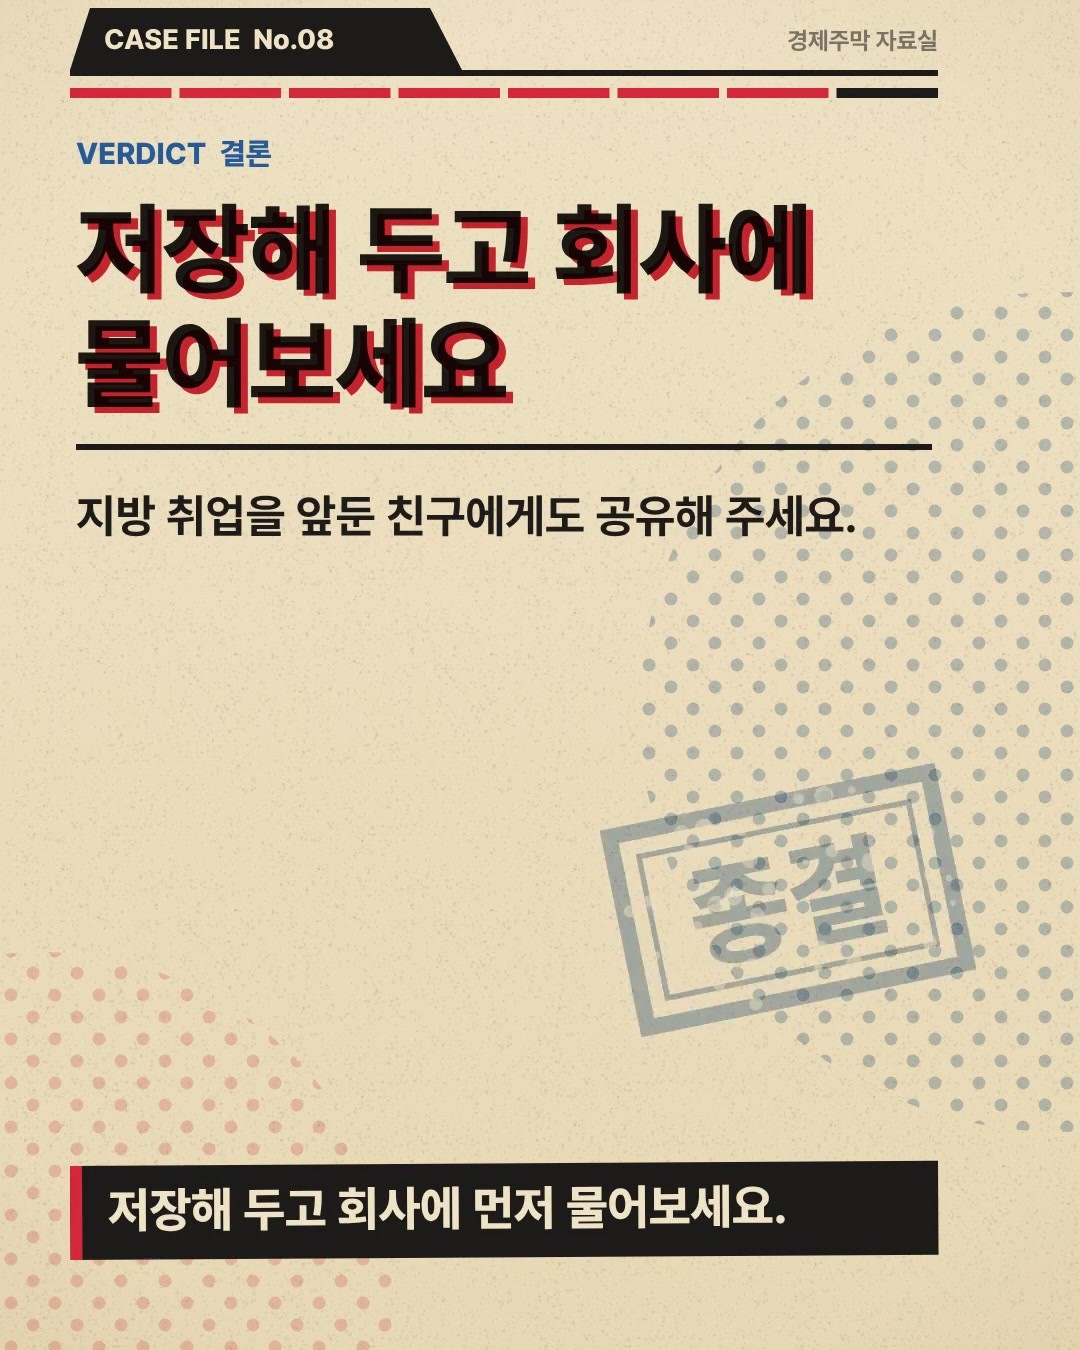 CASE FILE No.08
경제주막 자료실
VERDICT 결론
저장해 두고 회사에
물어보세요
지방 취업을 앞둔 친구에게도 공유해 주세요.
종결
저장해 두고 회사에 먼저 물어보세요.